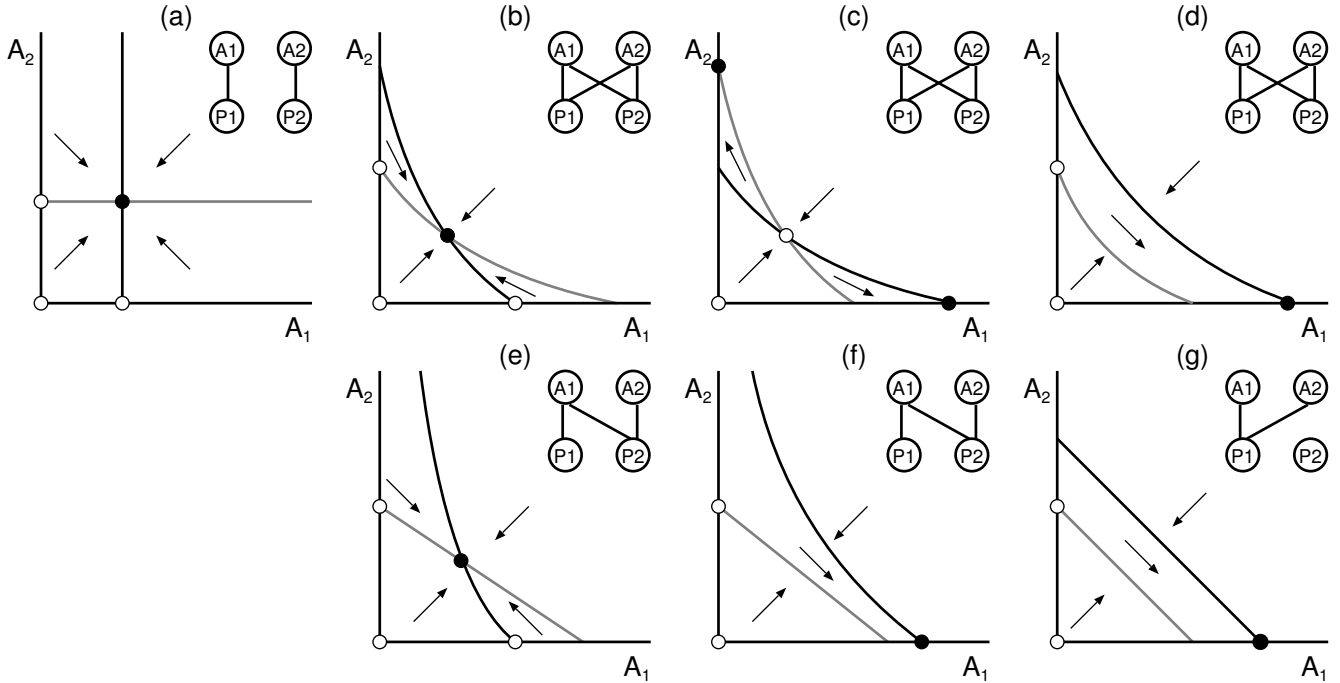 (a)
A₂
A1 A2
P1 P2
A₁
(b)
A₂
A1 A2
P1 P2
A₁
(c)
A₂
A1 A2
P1 P2
A₁
(d)
A₂
A1 A2
P1 P2
A₁
(e)
A₂
A1 A2
P1 P2
A₁
(f)
A₂
A1 A2
P1 P2
A₁
(g)
A₂
A1 A2
P1 P2
A₁